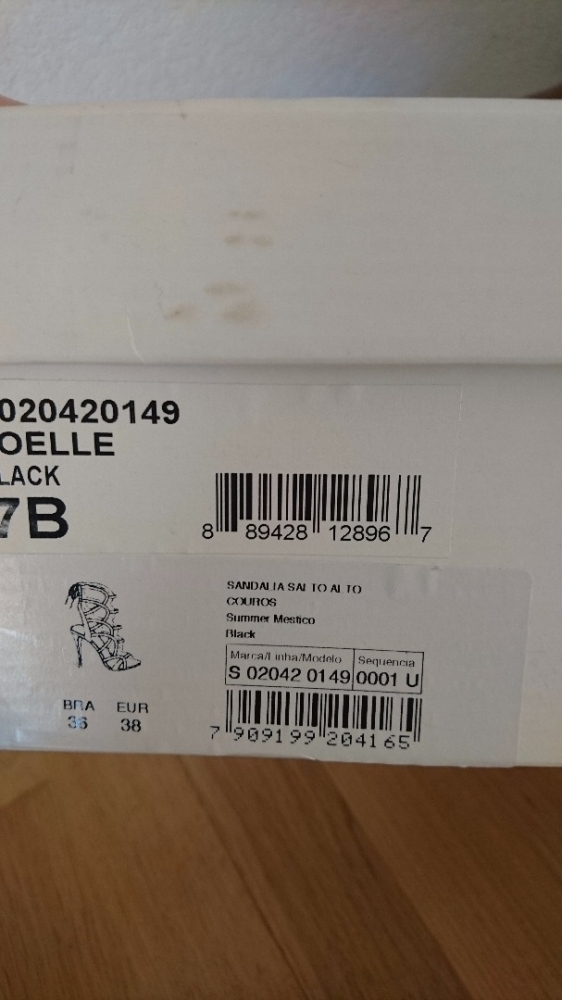 020420149
OELLE
LACK
7B
8 89428 12896 7
SANDALIA SALTO ALTO
COUROS
Summer Mestico
Black
Marca/Linha/Modelo Sequencia
S 02042 0149 0001 U
BRA EUR
36 38
7 909199 204165